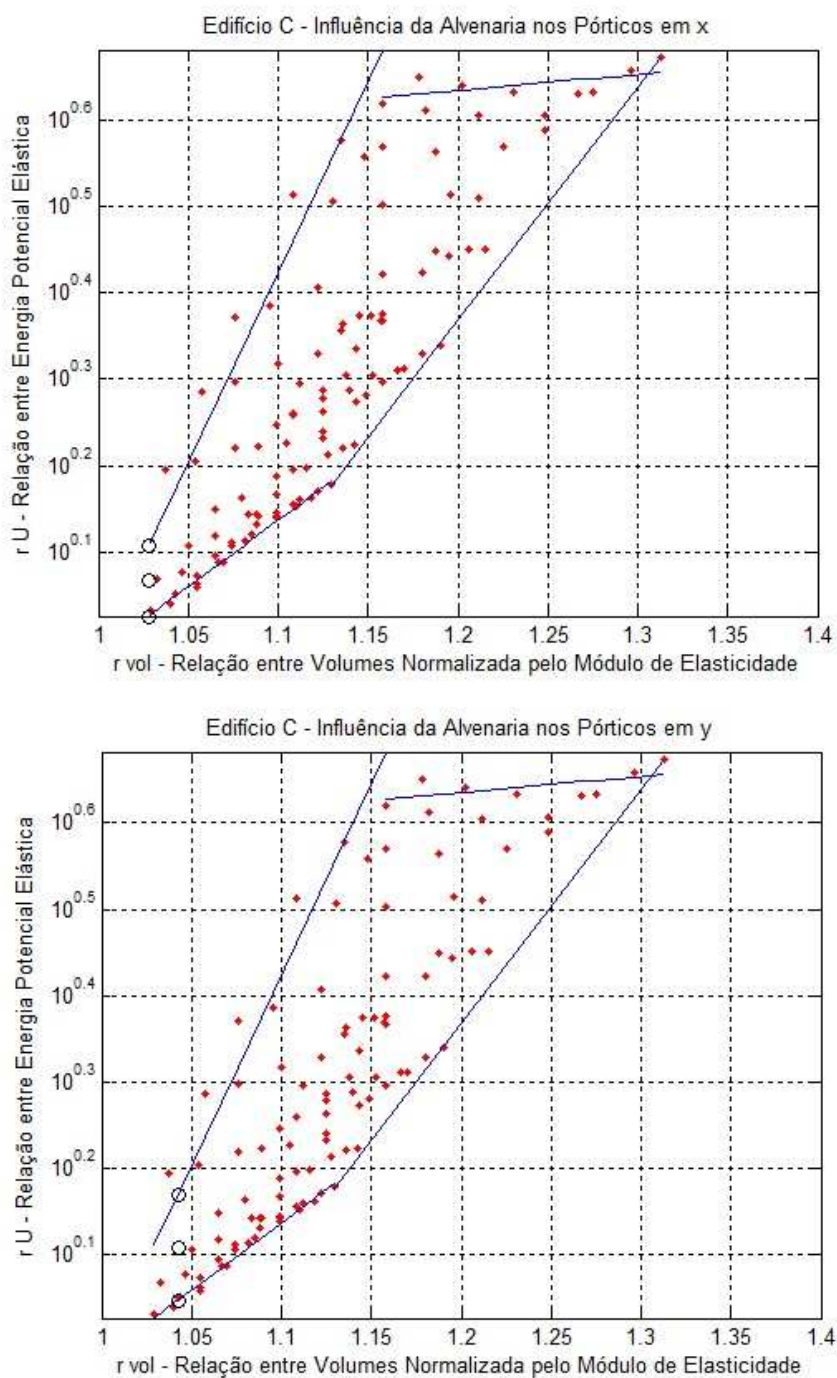 Edifício C - Influência da Alvenaria nos Pórticos em x
r U - Relação entre Energia Potencial Elástica
10^0.6
10^0.5
10^0.4
10^0.3
10^0.2
10^0.1
1 1.05 1.1 1.15 1.2 1.25 1.3 1.35 1.4
r vol - Relação entre Volumes Normalizada pelo Módulo de Elasticidade
Edifício C - Influência da Alvenaria nos Pórticos em y
r U - Relação entre Energia Potencial Elástica
10^0.6
10^0.5
10^0.4
10^0.3
10^0.2
10^0.1
1 1.05 1.1 1.15 1.2 1.25 1.3 1.35 1.4
r vol - Relação entre Volumes Normalizada pelo Módulo de Elasticidade